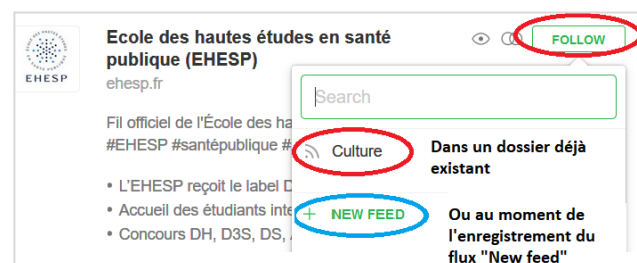 Ecole des hautes études en santé
publique (EHESP)
FOLLOW
EHESP
ehesp.fr
Search
Fil officiel de l'École des ha
#EHESP #santépublique #
Culture
Dans un dossier déjà
existant
• L'EHESP reçoit le label D
• Accueil des étudiants inte
• Concours DH, D3S, DS,
+ NEW FEED
Ou au moment de
l'enregistrement du
flux "New feed"